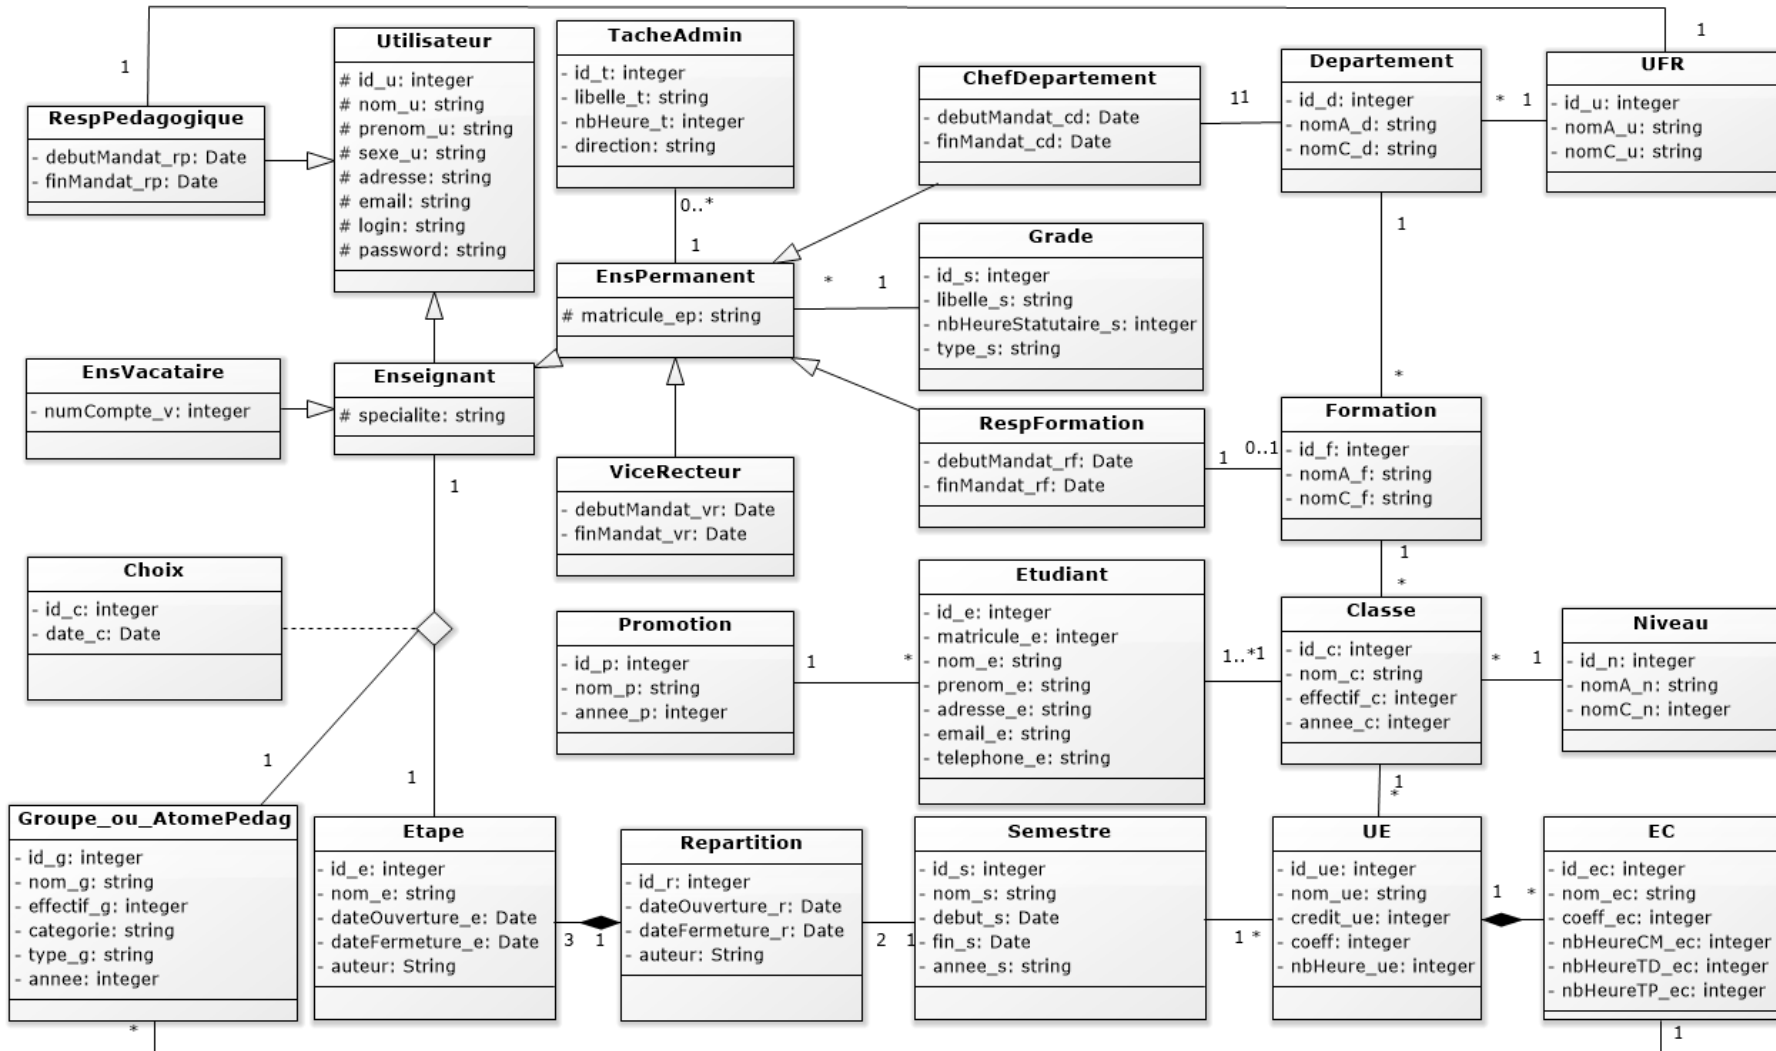 Utilisateur
# id_u: integer
# nom_u: string
# prenom_u: string
# sexe_u: string
# adresse: string
# email: string
# login: string
# password: string
TacheAdmin
- id_t: integer
- libelle_t: string
- nbHeure_t: integer
- direction: string
ChefDepartement
- debutMandat_cd: Date
- finMandat_cd: Date
1
1
Departement
- id_d: integer
- nomA_d: string
- nomC_d: string
*
1
1
UFR
- id_u: integer
- nomA_u: string
- nomC_u: string
1
RespPedagogique
- debutMandat_rp: Date
- finMandat_rp: Date
0..*
1
EnsPermanent
# matricule_ep: string
*
1
Grade
- id_s: integer
- libelle_s: string
- nbHeureStatutaire_s: integer
- type_s: string
1
*
EnsVacataire
- numCompte_v: integer
Enseignant
# specialite: string
1
ViceRecteur
- debutMandat_vr: Date
- finMandat_vr: Date
RespFormation
- debutMandat_rf: Date
- finMandat_rf: Date
1
0..1
Formation
- id_f: integer
- nomA_f: string
- nomC_f: string
1
*
Choix
- id_c: integer
- date_c: Date
Promotion
- id_p: integer
- nom_p: string
- annee_p: integer
1
*
Etudiant
- id_e: integer
- matricule_e: integer
- nom_e: string
- prenom_e: string
- adresse_e: string
- email_e: string
- telephone_e: string
1..*
1
Classe
- id_c: integer
- nom_c: string
- effectif_c: integer
- annee_c: integer
*
1
Niveau
- id_n: integer
- nomA_n: string
- nomC_n: integer
1
*
1
1
Groupe_ou_AtomePedag
- id_g: integer
- nom_g: string
- effectif_g: integer
- categorie: string
- type_g: string
- annee: integer
*
Etape
- id_e: integer
- nom_e: string
- dateOuverture_e: Date
- dateFermeture_e: Date
- auteur: String
3
1
Repartition
- id_r: integer
- dateOuverture_r: Date
- dateFermeture_r: Date
- auteur: String
2
1
Semestre
- id_s: integer
- nom_s: string
- debut_s: Date
- fin_s: Date
- annee_s: string
1
*
UE
- id_ue: integer
- nom_ue: string
- credit_ue: integer
- coeff: integer
- nbHeure_ue: integer
1
*
EC
- id_ec: integer
- nom_ec: string
- coeff_ec: integer
- nbHeureCM_ec: integer
- nbHeureTD_ec: integer
- nbHeureTP_ec: integer
1